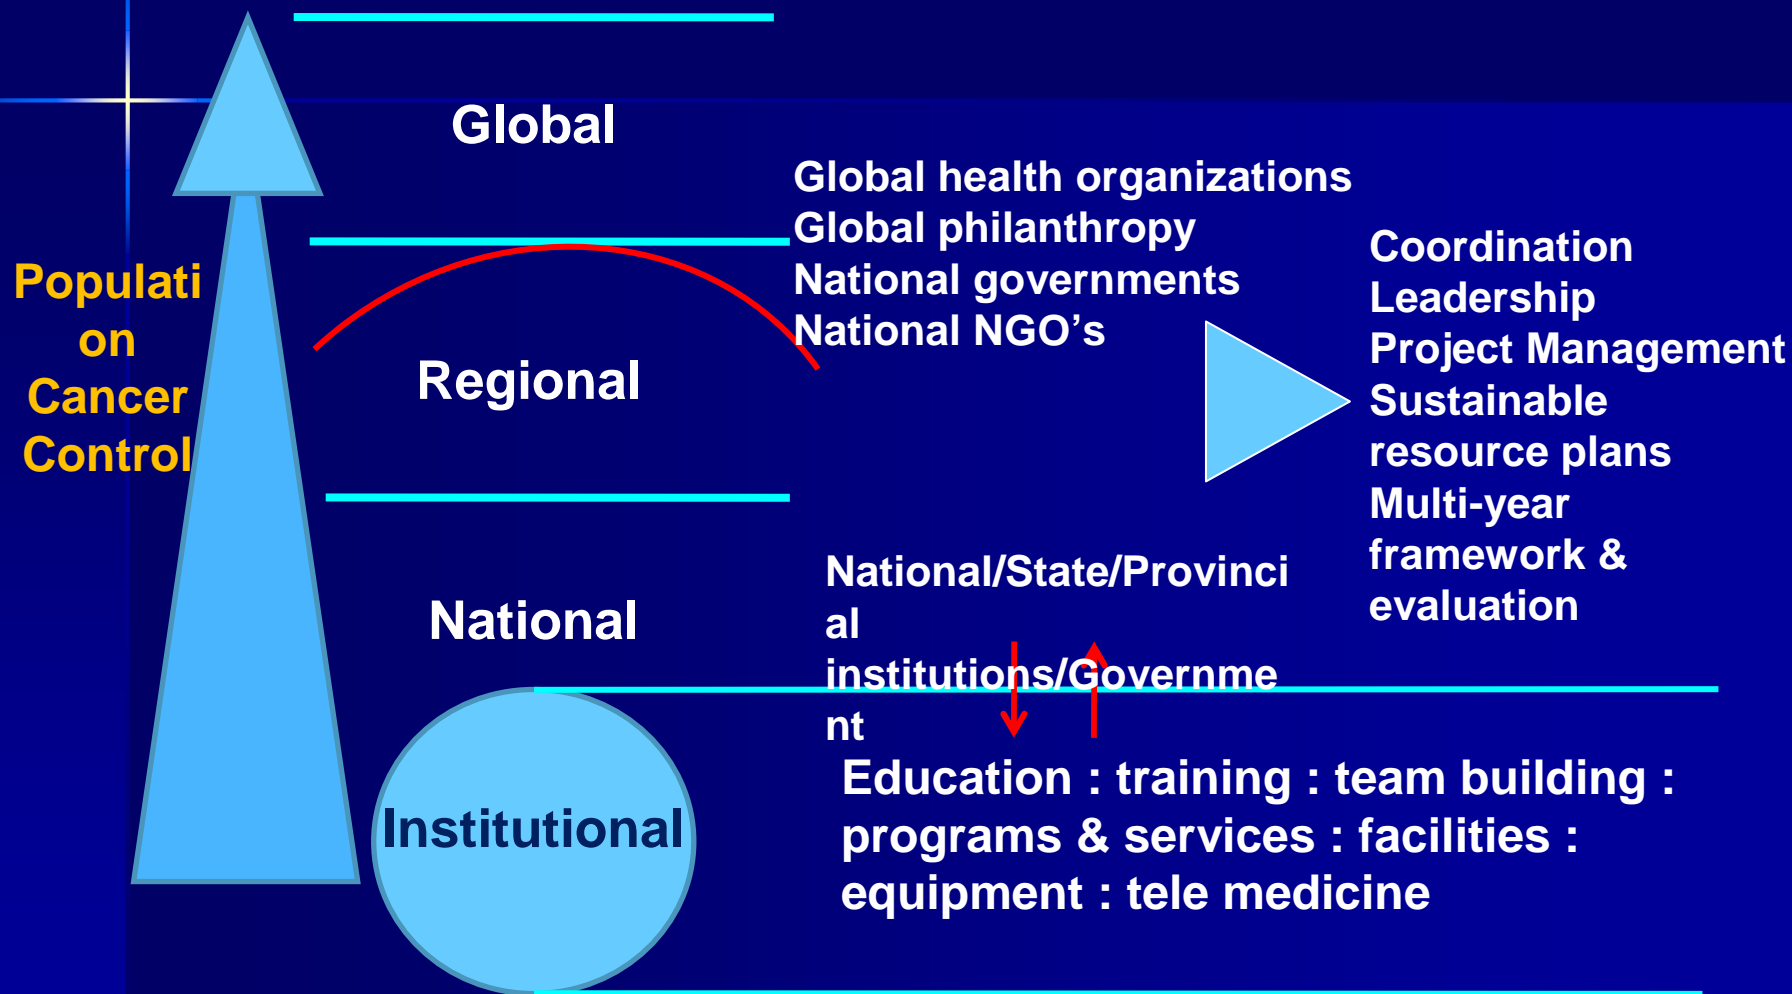 Global
Global health organizations
Global philanthropy
National governments
National NGO’s
Coordination
Leadership
Project Management
Sustainable
resource plans
Multi-year
framework &
evaluation
Populati
on
Cancer
Control
Regional
National
National/State/Provinci
al
institutions/Governme
nt
Institutional
Education : training : team building :
programs & services : facilities :
equipment : tele medicine